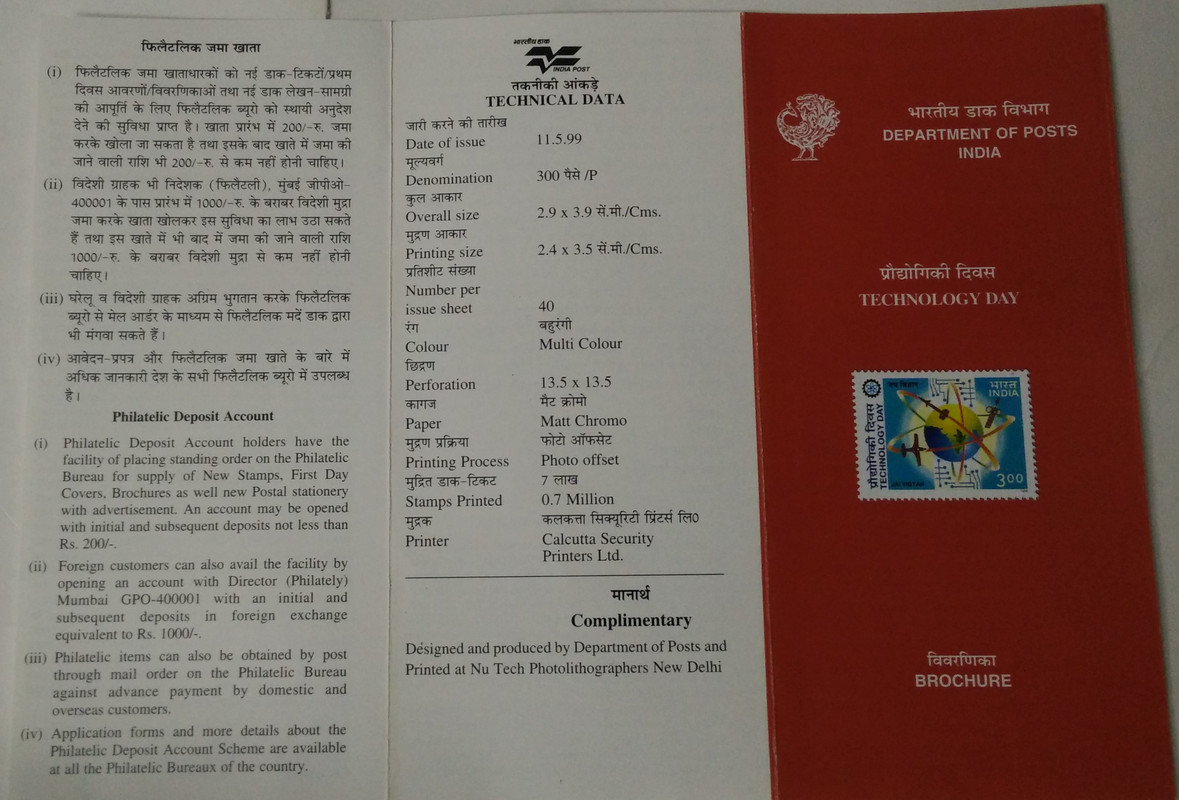 फिलैटलिक जमा खाता
(i) फिलैटलिक जमा खाताधारकों को नई डाक-टिकटों/प्रथम
दिवस आवरणों/विवरणिकाओं तथा नई डाक लेखन-सामग्री
की आपूर्ति के लिए फिलैटलिक ब्यूरो को स्थायी अनुदेश
देने की सुविधा प्राप्त है। खाता प्रारंभ में 200/-रु. जमा
करके खोला जा सकता है तथा इसके बाद खाते में जमा की
जाने वाली राशि भी 200/-रु. से कम नहीं होनी चाहिए।
(ii) विदेशी ग्राहक भी निदेशक (फिलैटली), मुंबई जीपीओ-
400001 के पास प्रारंभ में 1000/-रु. के बराबर विदेशी मुद्रा
जमा करके खाता खोलकर इस सुविधा का लाभ उठा सकते
हैं तथा इस खाते में भी बाद में जमा की जाने वाली राशि
1000/-रु. के बराबर विदेशी मुद्रा से कम नहीं होनी
चाहिए।
(iii) घरेलू व विदेशी ग्राहक अग्रिम भुगतान करके फिलैटलिक
ब्यूरो से मेल आर्डर के माध्यम से फिलैटलिक मदें डाक द्वारा
भी मंगवा सकते हैं।
(iv) आवेदन-प्रपत्र और फिलैटलिक जमा खाते के बारे में
अधिक जानकारी देश के सभी फिलैटलिक ब्यूरो में उपलब्ध
है।
Philatelic Deposit Account
(i) Philatelic Deposit Account holders have the
facility of placing standing order on the Philatelic
Bureau for supply of New Stamps, First Day
Covers, Brochures as well new Postal stationery
with advertisement. An account may be opened
with initial and subsequent deposits not less than
Rs. 200/-.
(ii) Foreign customers can also avail the facility by
opening an account with Director (Philately)
Mumbai GPO-400001 with an initial and
subsequent deposits in foreign exchange
equivalent to Rs. 1000/-.
(iii) Philatelic items can also be obtained by post
through mail order on the Philatelic Bureau
against advance payment by domestic and
overseas customers.
(iv) Application forms and more details about the
Philatelic Deposit Account Scheme are available
at all the Philatelic Bureaux of the country.
भारतीय डाक
INDIA POST
तकनीकी आंकड़े
TECHNICAL DATA
जारी करने की तारीख
Date of issue 11.5.99
मूल्यवर्ग
Denomination 300 पैसे /P
कुल आकार
Overall size 2.9 x 3.9 सें.मी./Cms.
मुद्रण आकार
Printing size 2.4 x 3.5 सें.मी./Cms.
प्रतिशीट संख्या
Number per
issue sheet 40
रंग बहुरंगी
Colour Multi Colour
छिद्रण
Perforation 13.5 x 13.5
कागज मैट क्रोमो
Paper Matt Chromo
मुद्रण प्रक्रिया फोटो ऑफसेट
Printing Process Photo offset
मुद्रित डाक-टिकट 7 लाख
Stamps Printed 0.7 Million
मुद्रक कलकत्ता सिक्यूरिटी प्रिंटर्स लि0
Printer Calcutta Security
Printers Ltd.
मानार्थ
Complimentary
Designed and produced by Department of Posts and
Printed at Nu Tech Photolithographers New Delhi
भारतीय डाक विभाग
DEPARTMENT OF POSTS
INDIA
प्रौद्योगिकी दिवस
TECHNOLOGY DAY
प्रौद्योगिकी दिवस
TECHNOLOGY DAY
जय विज्ञान
JAI VIGYAN
भारत
INDIA
300
विवरणिका
BROCHURE